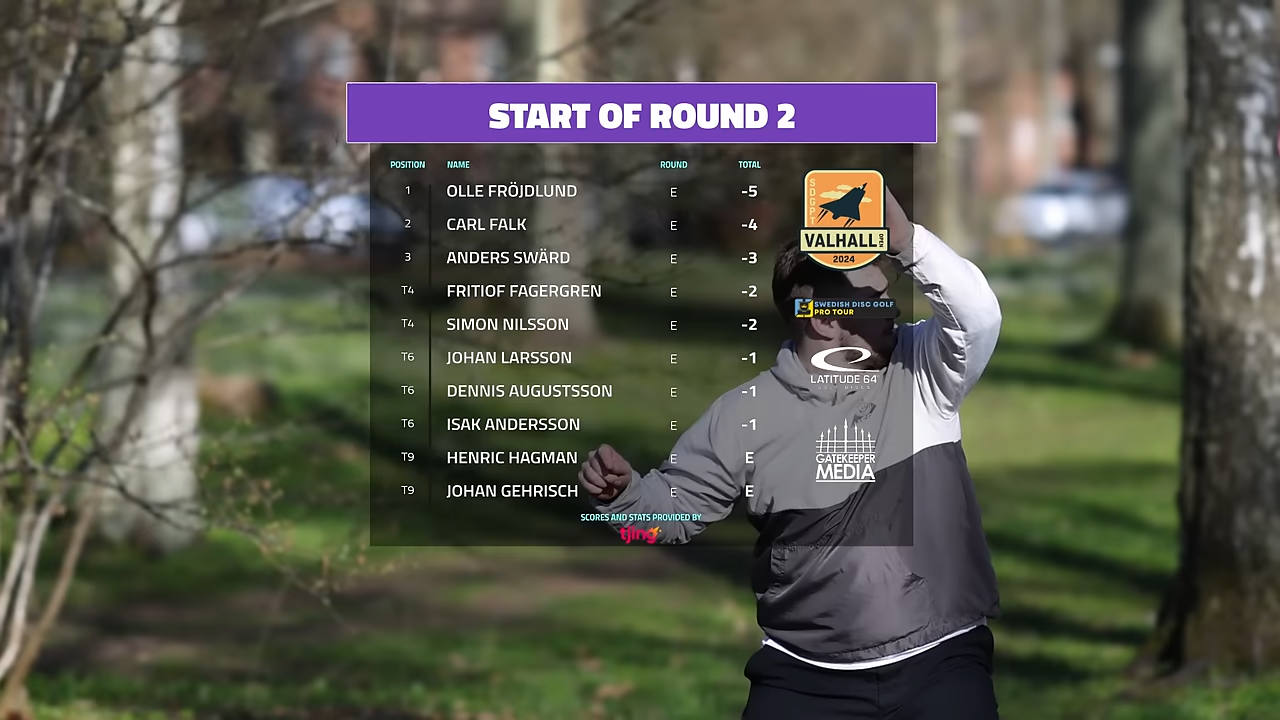 START OF ROUND 2
POSITION NAME ROUND TOTAL
1 OLLE FRÖJDLUND E -5
2 CARL FALK E -4
3 ANDERS SWÄRD E -3
T4 FRITIOF FAGERGREN E -2
T4 SIMON NILSSON E -2
T6 JOHAN LARSSON E -1
T6 DENNIS AUGUSTSSON E -1
T6 ISAK ANDERSSON E -1
T9 HENRIC HAGMAN E E
T9 JOHAN GEHRISCH E E
SCORES AND STATS PROVIDED BY
tjing
SDGPT
VALHALL OPEN
2024
SWEDISH DISC GOLF
PRO TOUR
LATITUDE 64°
GOLF DISCS
GATEKEEPER
MEDIA